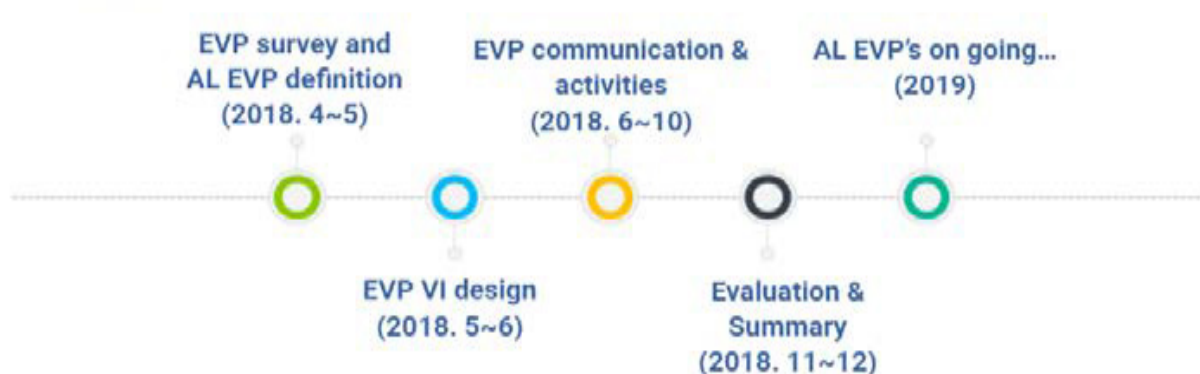 EVP survey and
AL EVP definition
(2018. 4~5)
EVP VI design
(2018. 5~6)
EVP communication &
activities
(2018. 6~10)
Evaluation &
Summary
(2018. 11~12)
AL EVP's on going...
(2019)